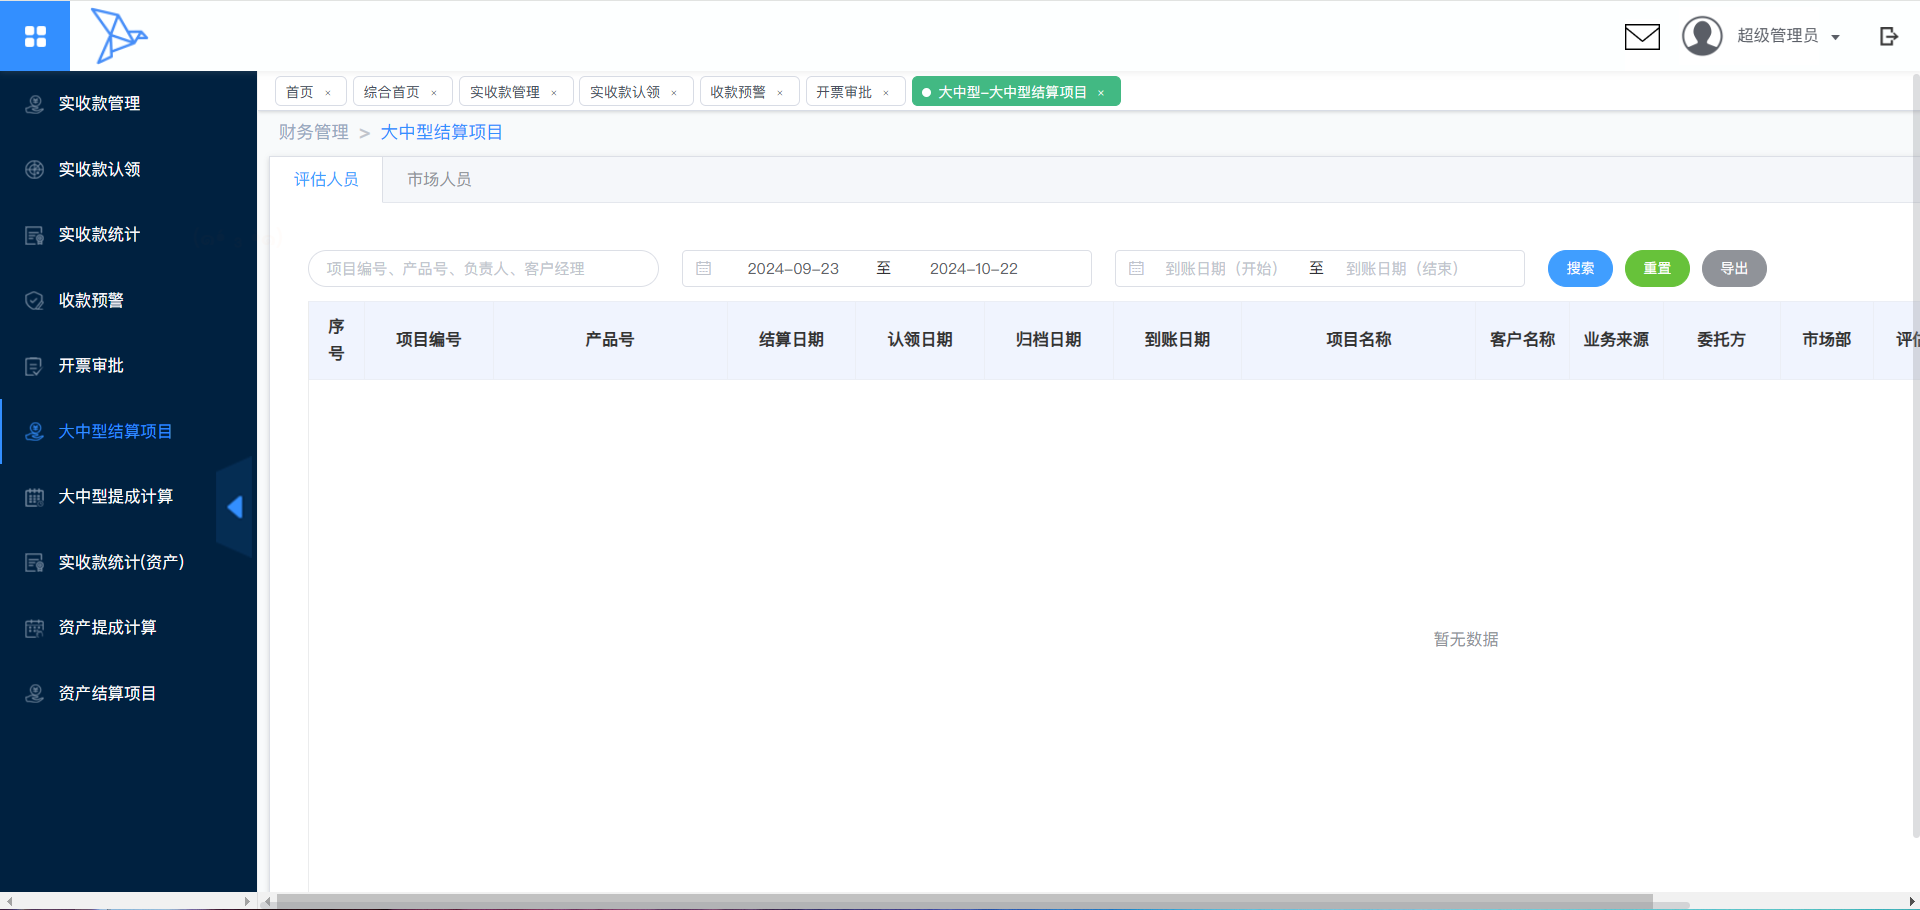 超级管理员
首页 ×
综合首页 ×
实收款管理 ×
实收款认领 ×
收款预警 ×
开票审批 ×
大中型-大中型结算项目 ×
财务管理 > 大中型结算项目
实收款管理
实收款认领
实收款统计
收款预警
开票审批
大中型结算项目
大中型提成计算
实收款统计(资产)
资产提成计算
资产结算项目
评估人员
市场人员
项目编号、产品号、负责人、客户经理
2024-09-23 至 2024-10-22
到账日期（开始） 至 到账日期（结束）
搜索
重置
导出
序号
项目编号
产品号
结算日期
认领日期
归档日期
到账日期
项目名称
客户名称
业务来源
委托方
市场部
评估
暂无数据